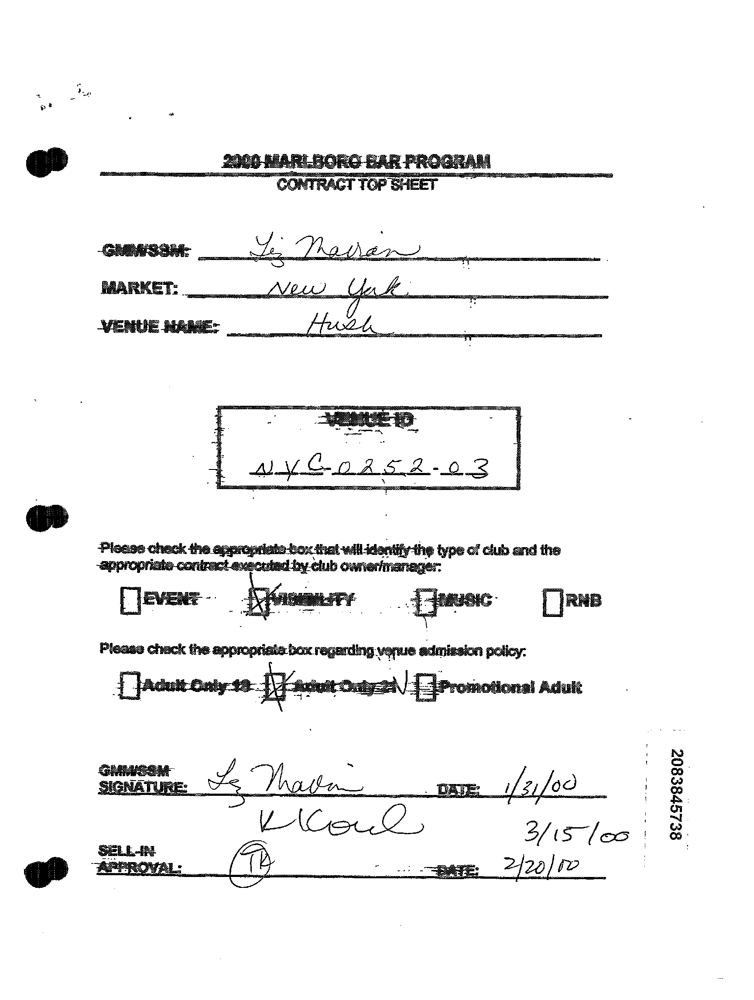 2000 MARLBORO BAR PROGRAM
CONTRACT TOP SHEET
GMM/SSM: Liz
MARKET: New York
VENUE NAME: Hush
VENUE ID
NYC-0252-03
Please check the appropriate box that will identify the type of club and the
appropriate contract executed by club owner/manager:
EVENT VISIBILITY MUSIC RNB
Please check the appropriate box regarding venue admission policy:
Adult Only 19 Adult Only 21 Promotional Adult
GMM/SSM
SIGNATURE: Liz DATE: 1/31/00
3/15/00
SELL-IN
APPROVAL: TA DATE: 2/20/00
2083845738